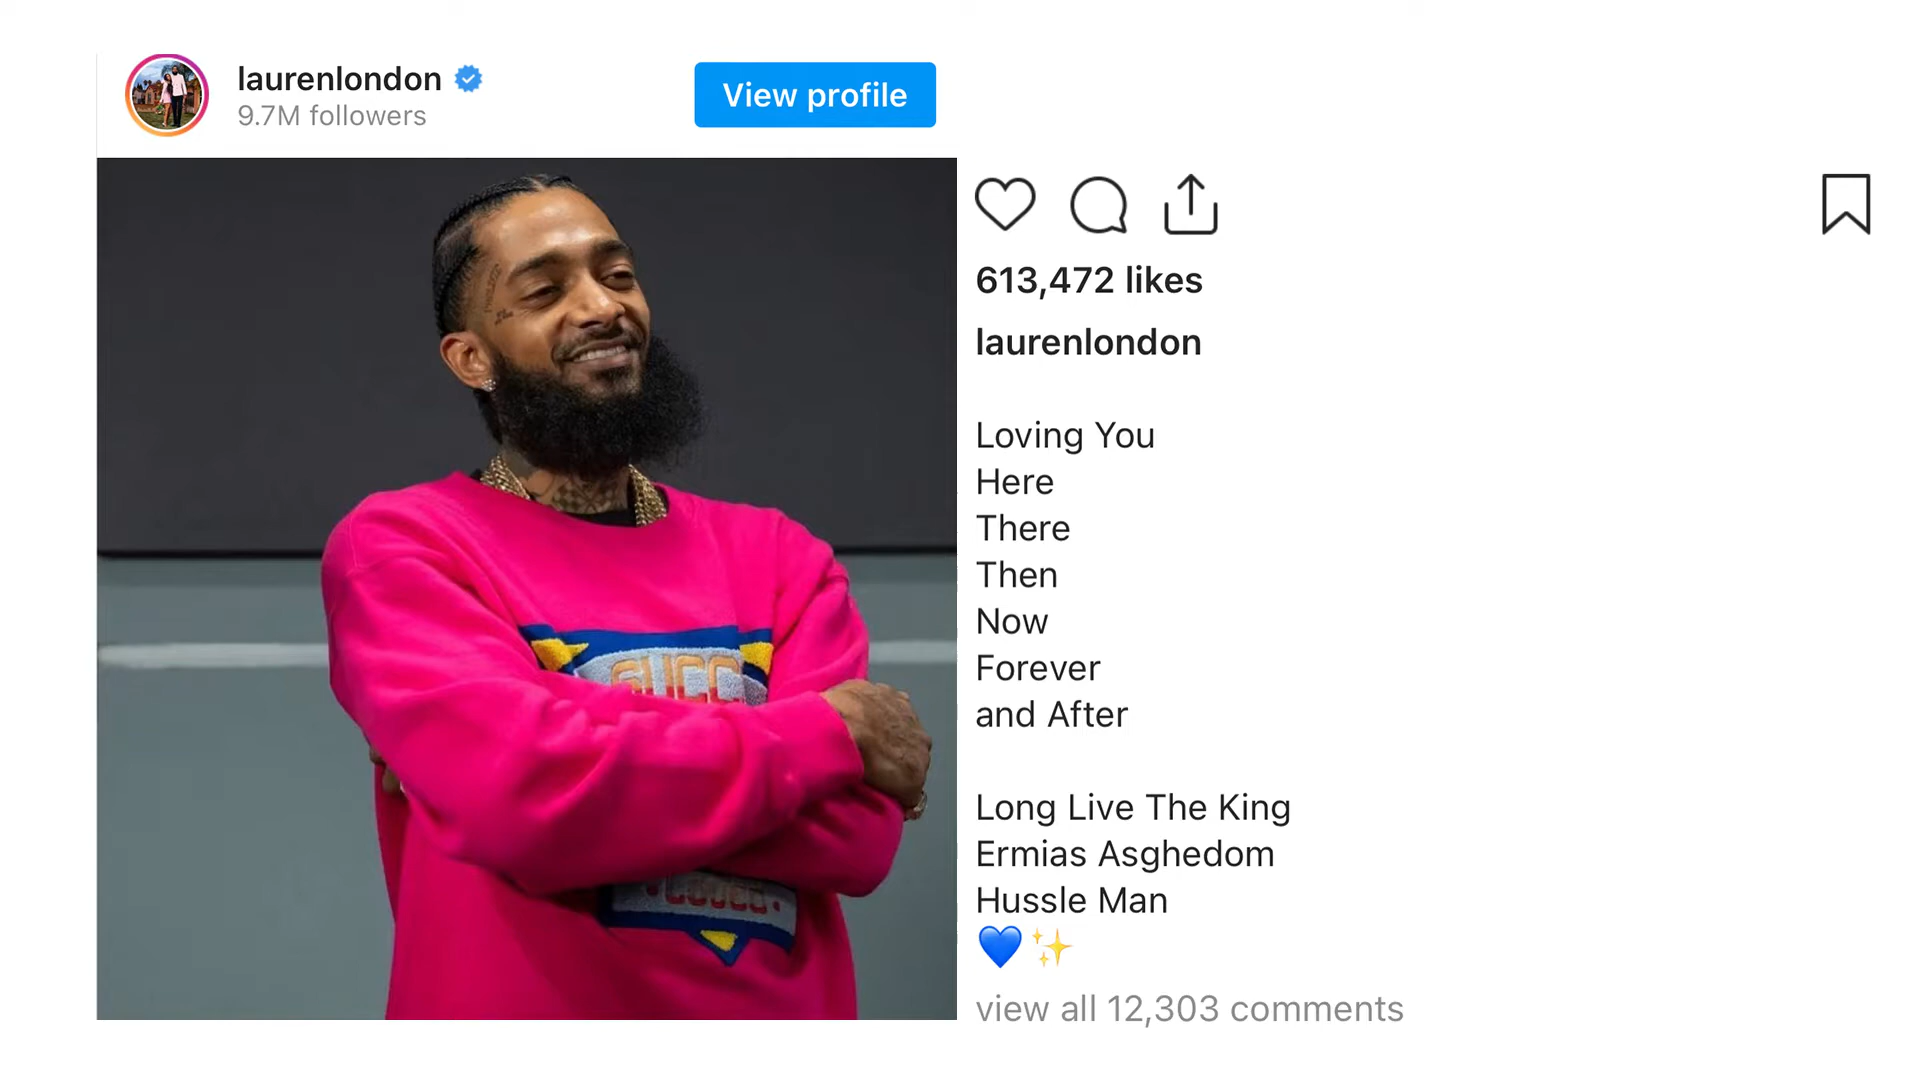 laurenlondon
9.7M followers
View profile
GUCC
613,472 likes
laurenlondon
Loving You
Here
There
Then
Now
Forever
and After
Long Live The King
Ermias Asghedom
Hussle Man
💙✨
view all 12,303 comments